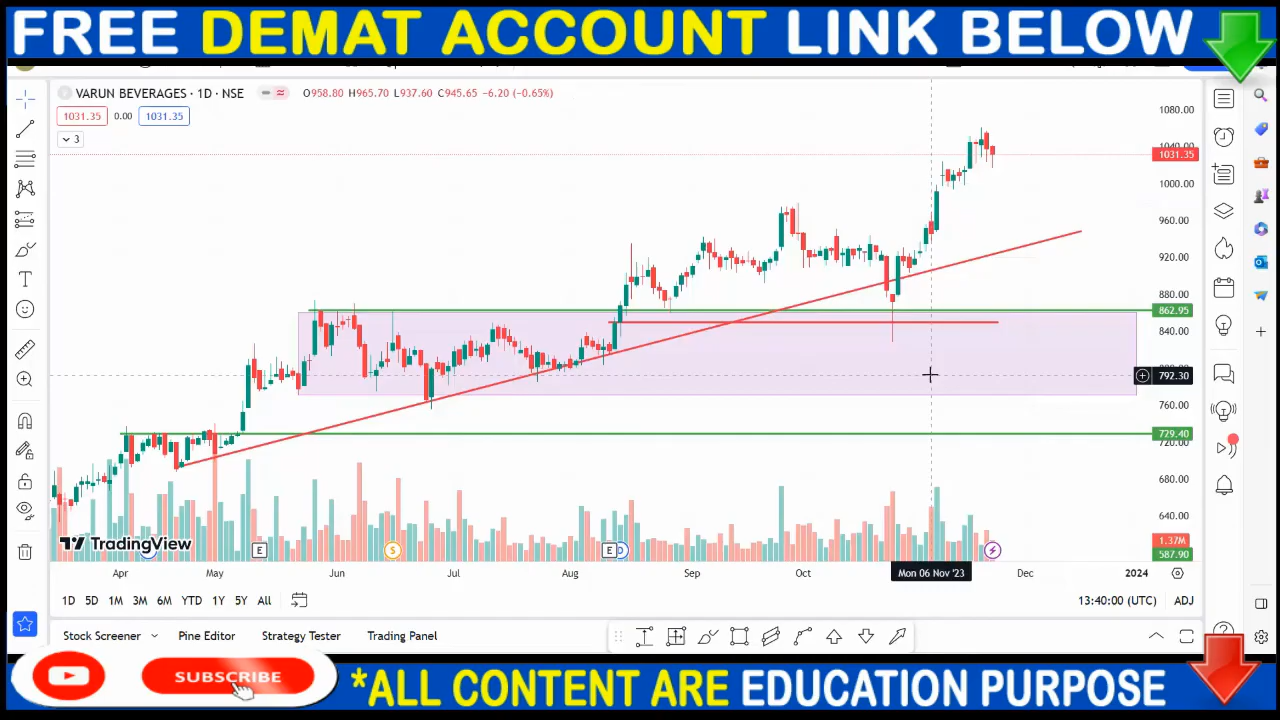 FREE DEMAT ACCOUNT LINK BELOW
VARUN BEVERAGES · 1D · NSE
O958.80 H965.70 L937.60 C945.65 −6.20 (−0.65%)
1031.35 0.00 1031.35
3
1080.00
1031.35
1000.00
960.00
920.00
880.00
862.95
840.00
792.30
760.00
729.40
720.00
680.00
640.00
1.37M
587.90
TradingView
E S E D
Apr May Jun Jul Aug Sep Oct Mon 06 Nov '23 Dec 2024
1D 5D 1M 3M 6M YTD 1Y 5Y All
13:40:00 (UTC) ADJ
Stock Screener Pine Editor Strategy Tester Trading Panel
SUBSCRIBE
*ALL CONTENT ARE EDUCATION PURPOSE